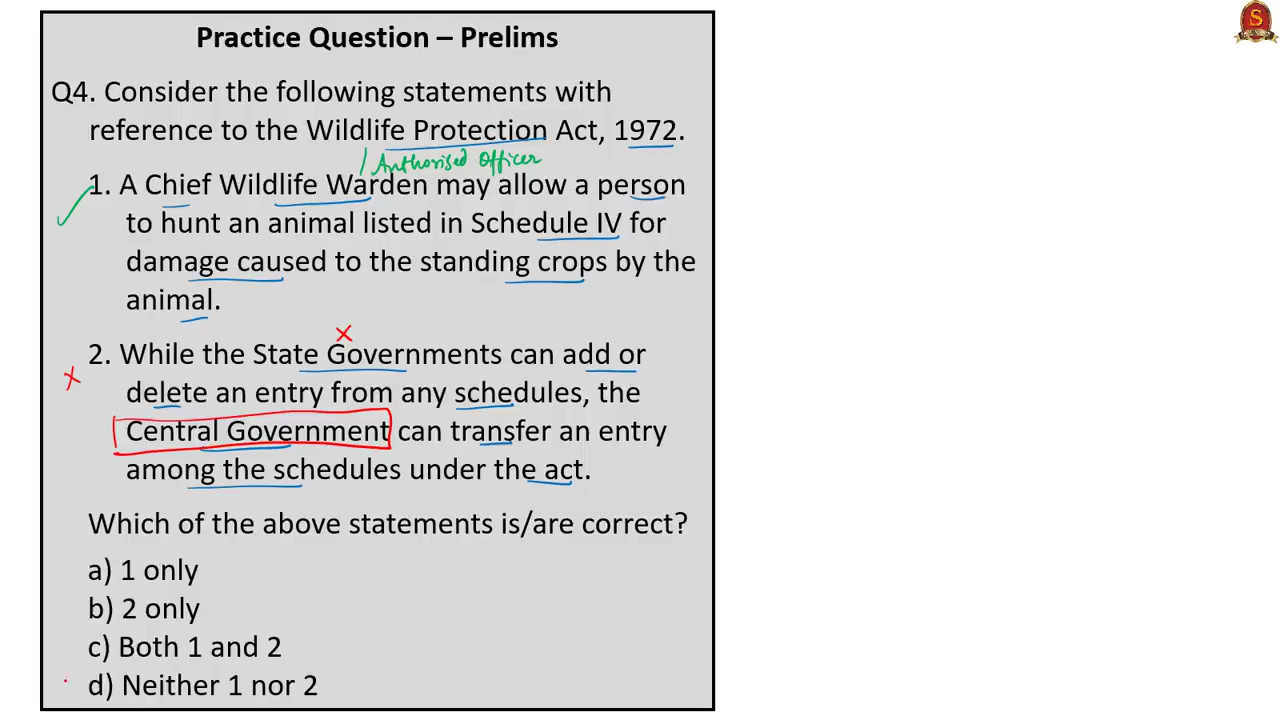 Practice Question – Prelims
Q4. Consider the following statements with
reference to the Wildlife Protection Act, 1972.
/ Authorised Officer
1. A Chief Wildlife Warden may allow a person
to hunt an animal listed in Schedule IV for
damage caused to the standing crops by the
animal.
2. While the State Governments can add or
delete an entry from any schedules, the
Central Government can transfer an entry
among the schedules under the act.
Which of the above statements is/are correct?
a) 1 only
b) 2 only
c) Both 1 and 2
d) Neither 1 nor 2
S